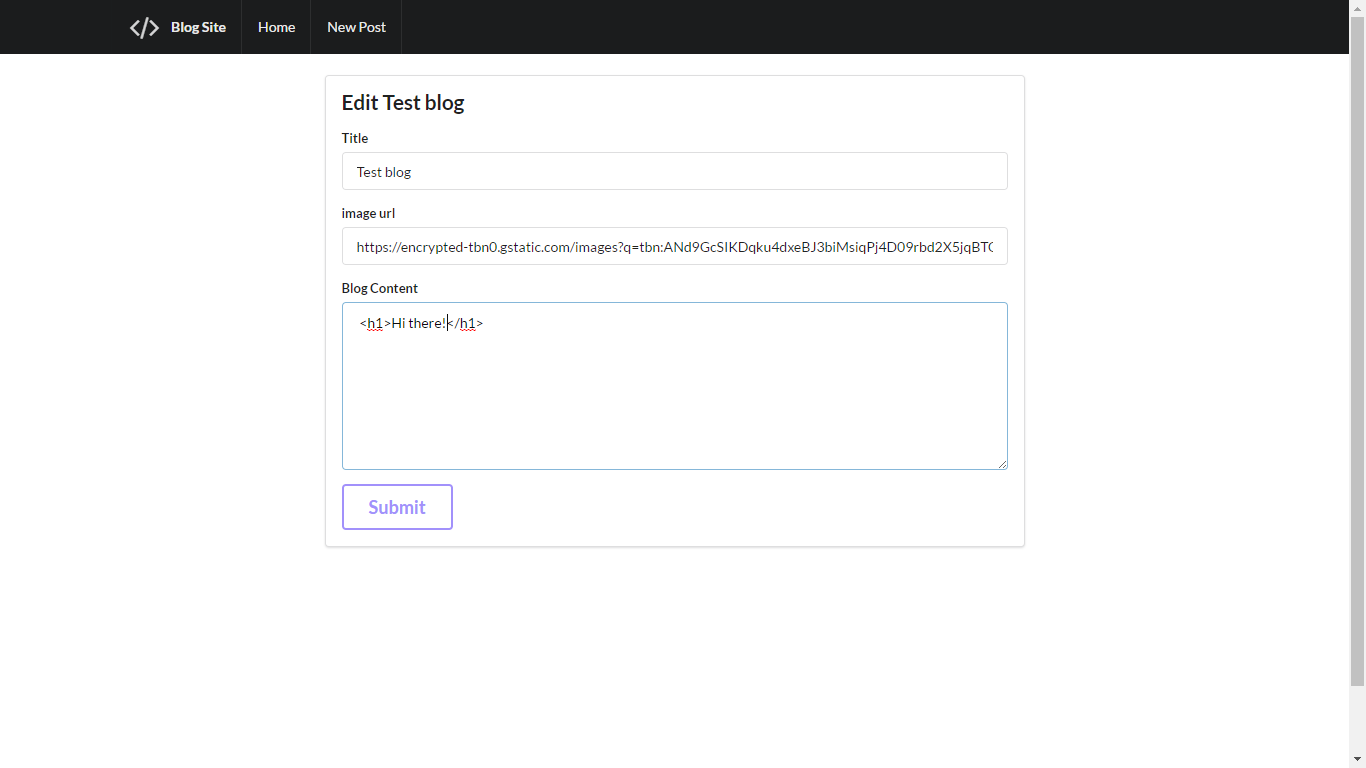 </> Blog Site Home New Post
Edit Test blog
Title
Test blog
image url
https://encrypted-tbn0.gstatic.com/images?q=tbn:ANd9GcSIKDqku4dxeBJ3biMsiqPj4D09rbd2X5jqBT
Blog Content
<h1>Hi there!</h1>
Submit